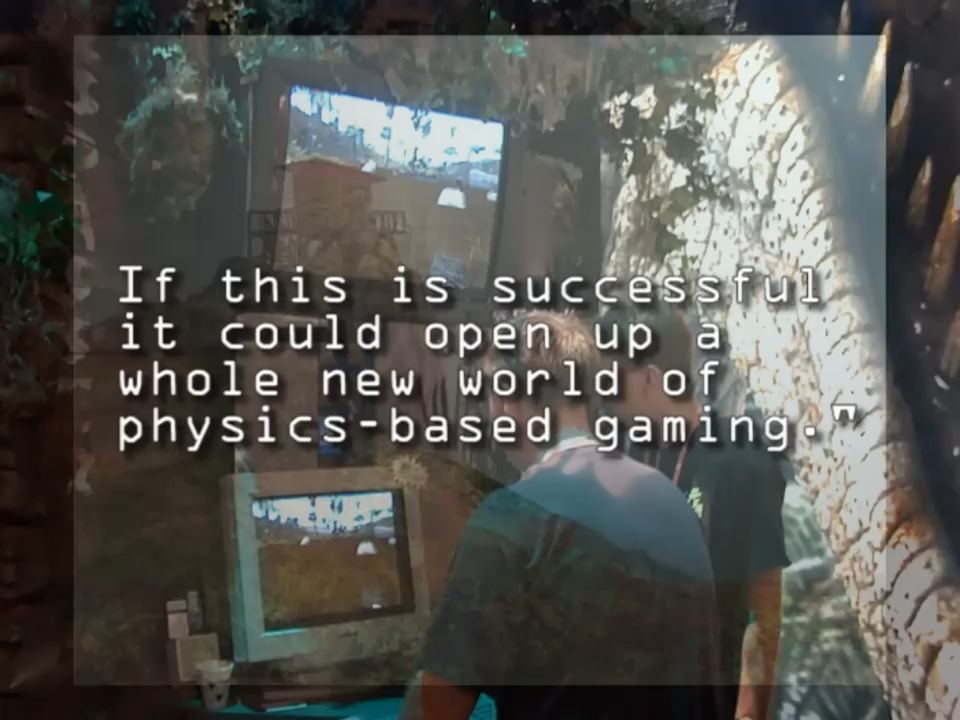 If this is successful
it could open up a
whole new world of
physics-based gaming."